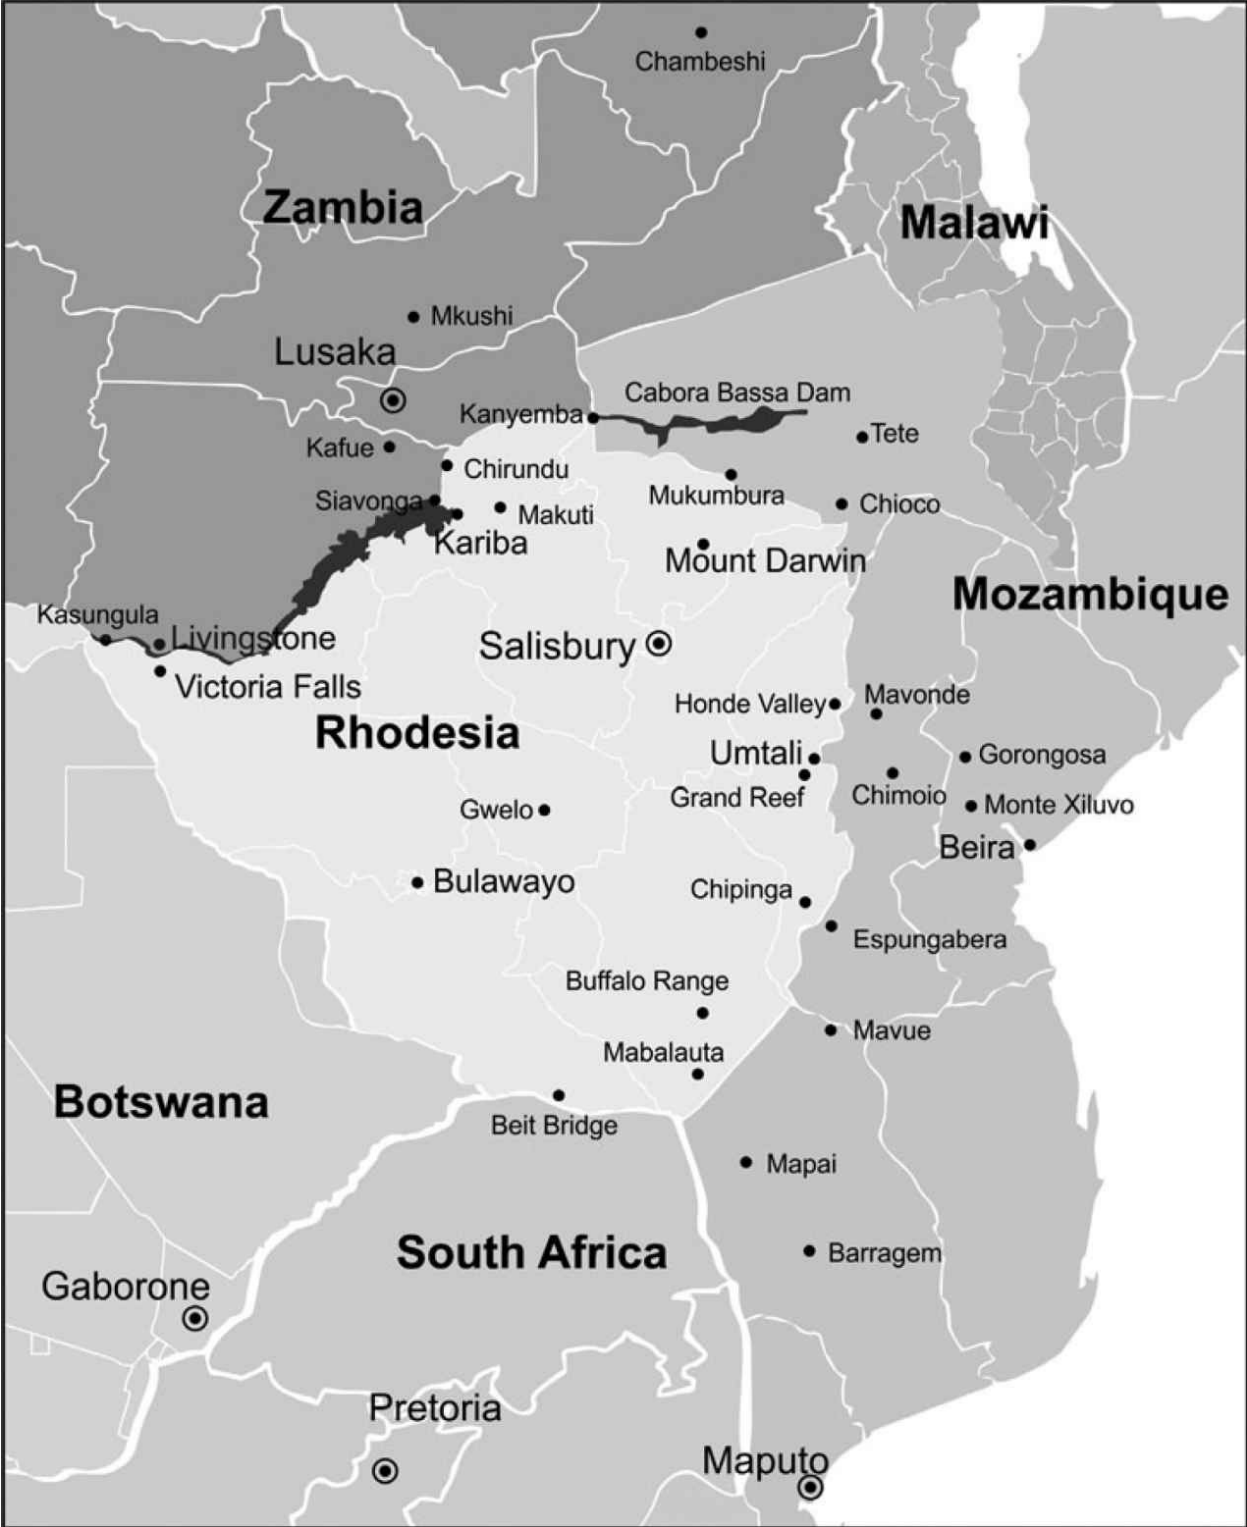 Chambeshi
Zambia
Malawi
Mkushi
Lusaka
Cabora Bassa Dam
Kanyemba
Tete
Kafue
Chirundu
Mukumbura
Siavonga
Chioco
Makuti
Kariba
Mount Darwin
Mozambique
Kasungula
Livingstone
Salisbury
Victoria Falls
Mavonde
Honde Valley
Rhodesia
Umtali
Gorongosa
Grand Reef
Chimoio
Monte Xiluvo
Gwelo
Beira
Bulawayo
Chipinga
Espungabera
Buffalo Range
Mavue
Mabalauta
Botswana
Beit Bridge
Mapai
South Africa
Barragem
Gaborone
Pretoria
Maputo